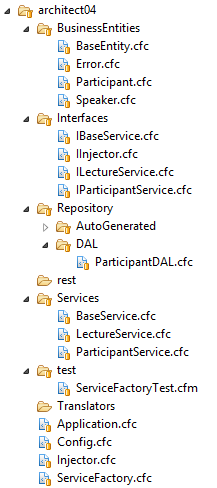 architect04
BusinessEntities
BaseEntity.cfc
Error.cfc
Participant.cfc
Speaker.cfc
Interfaces
IBaseService.cfc
IInjector.cfc
ILectureService.cfc
IParticipantService.cfc
Repository
AutoGenerated
DAL
ParticipantDAL.cfc
rest
Services
BaseService.cfc
LectureService.cfc
ParticipantService.cfc
test
ServiceFactoryTest.cfm
Translators
Application.cfc
Config.cfc
Injector.cfc
ServiceFactory.cfc